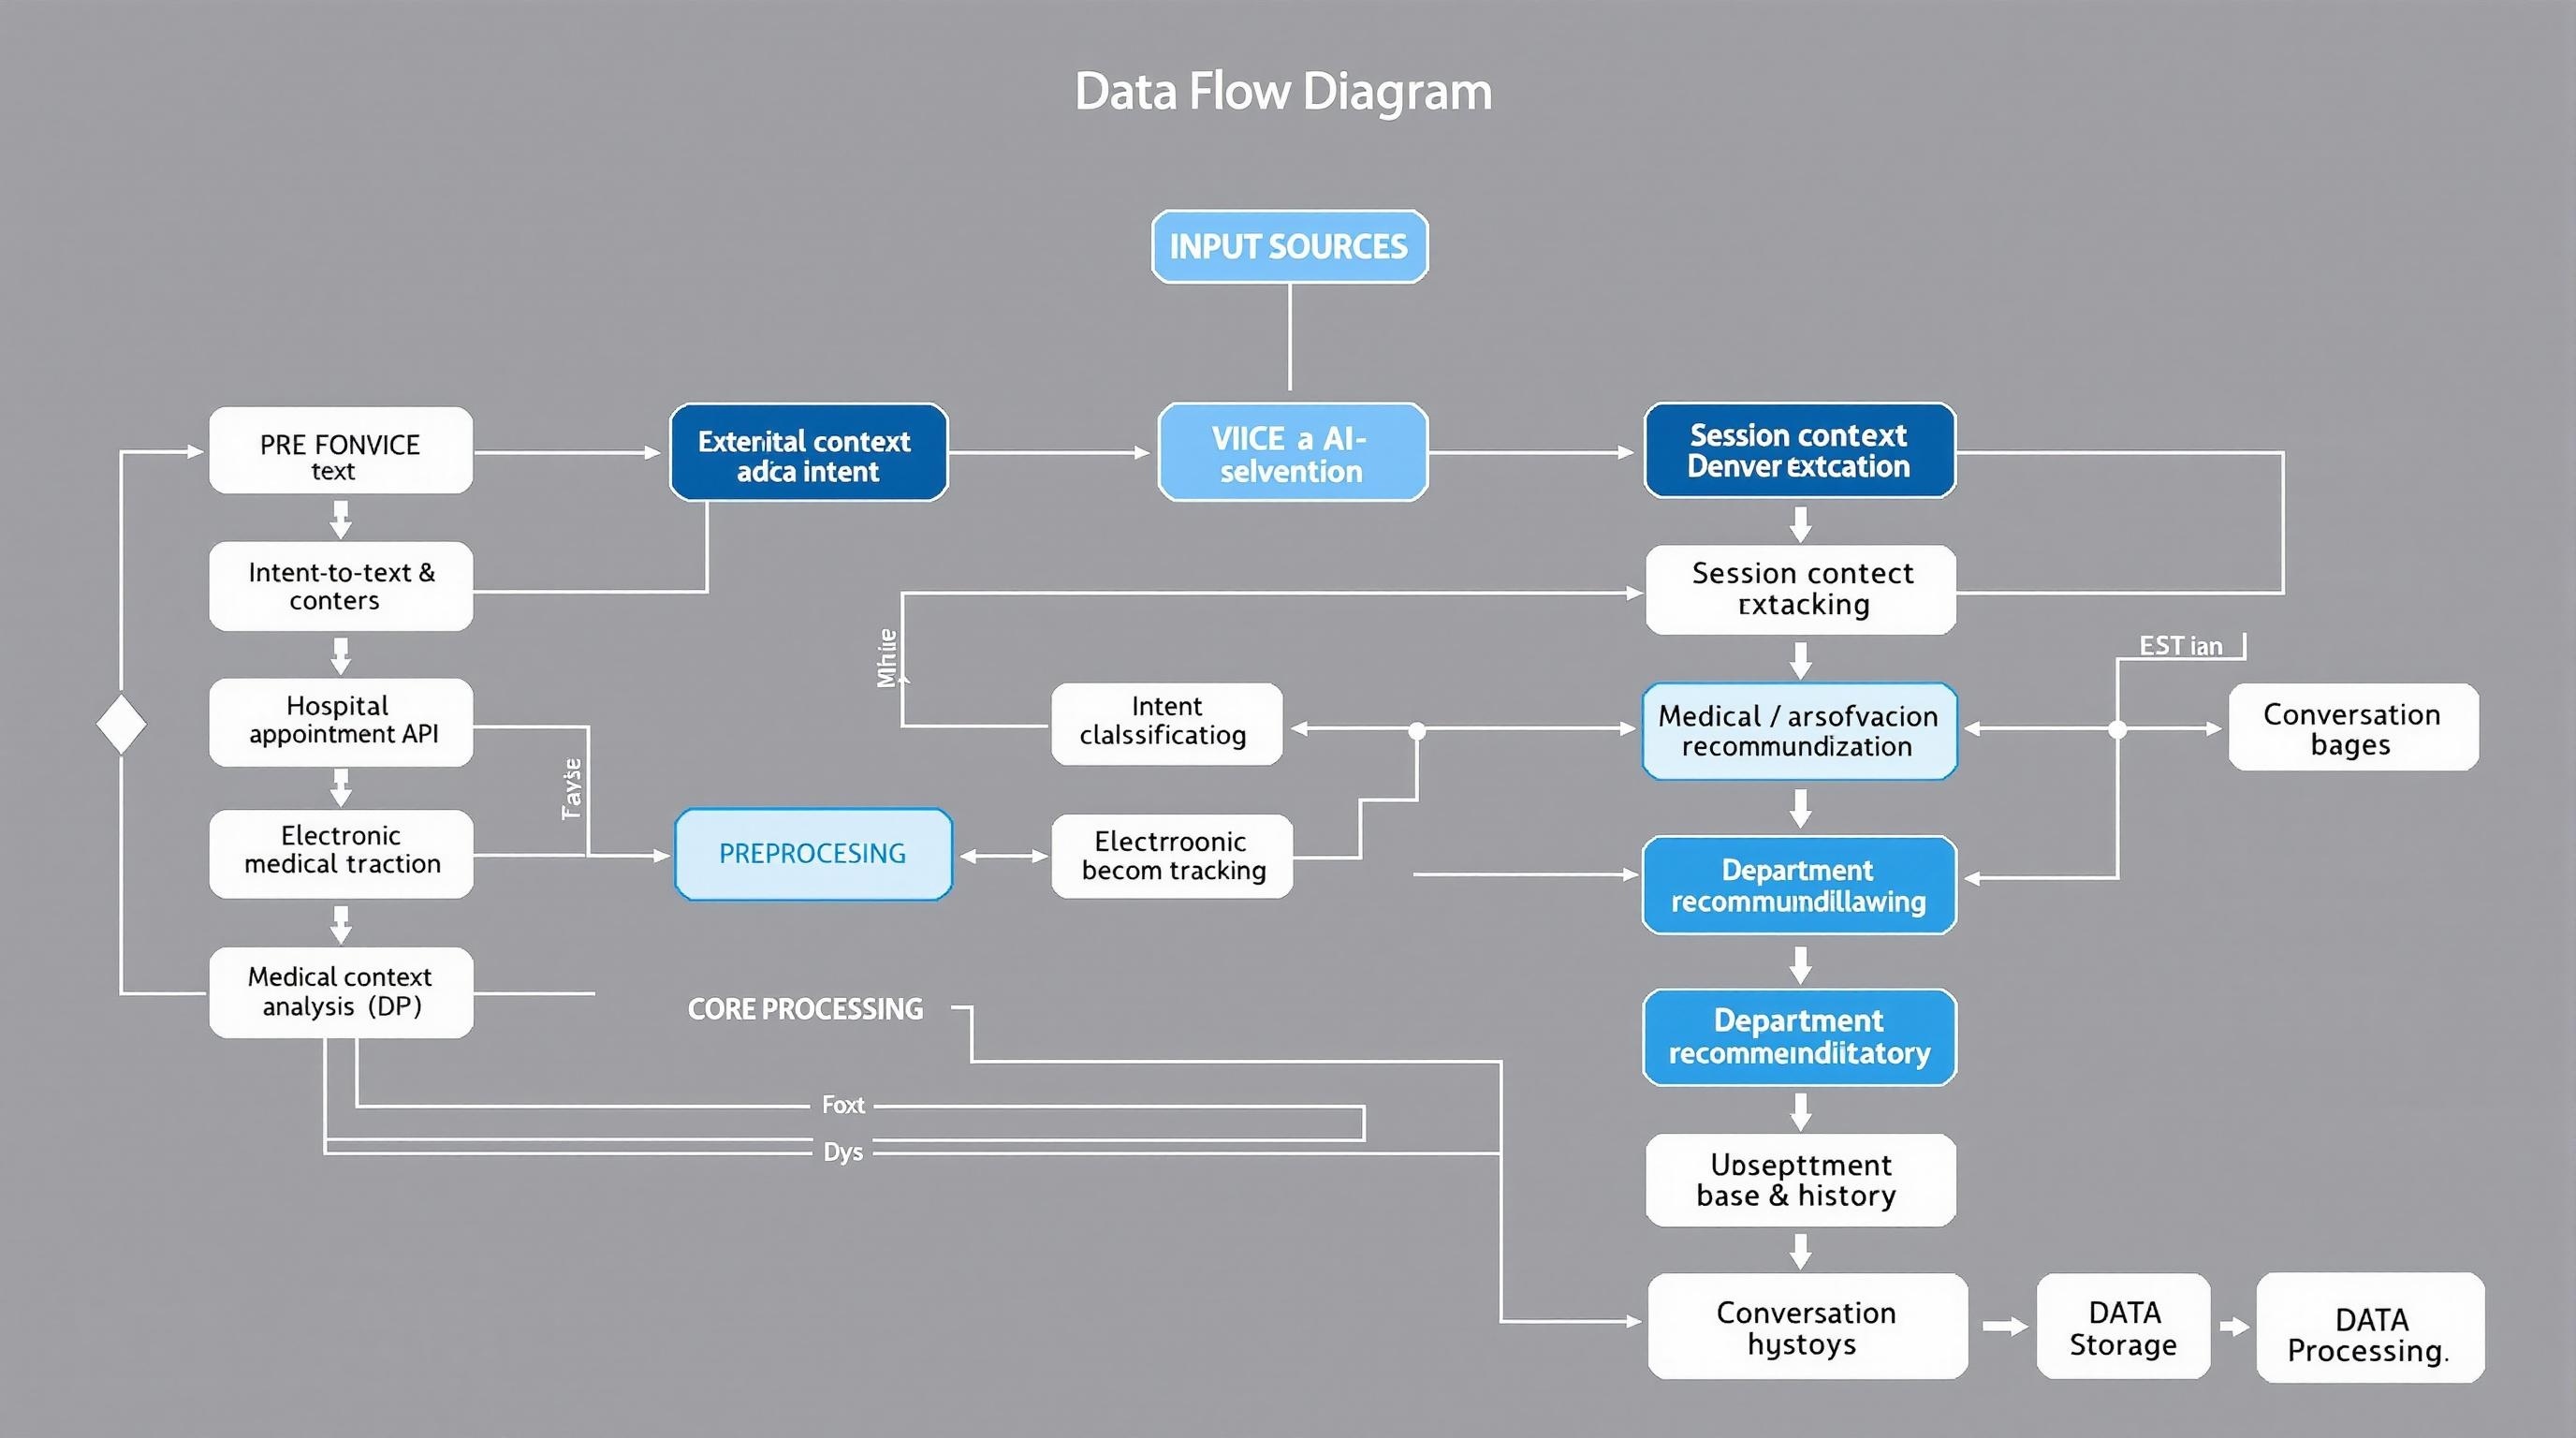 Data Flow Diagram
INPUT SOURCES
PRE FONVICE
text
Extenital context
adca intent
VIICE a AI-
selvention
Session context
Denver extcation
Intent-to-text &
conters
Session contect
Extacking
Mhiue
EST ian
Hospital
appointment API
Intent
clalssificatiog
Medical / arsofvacion
recommundization
Conversation
bages
Tayse
Electronic
medical traction
PREPROCESING
Electrroonic
becom tracking
Department
recommundillawing
Medical context
analysis (DP)
CORE PROCESSING
Department
recommeindiitatory
Foxt
Dys
Uosepttment
base & history
Conversation
hystoys
DATA
Storage
DATA
Processing.